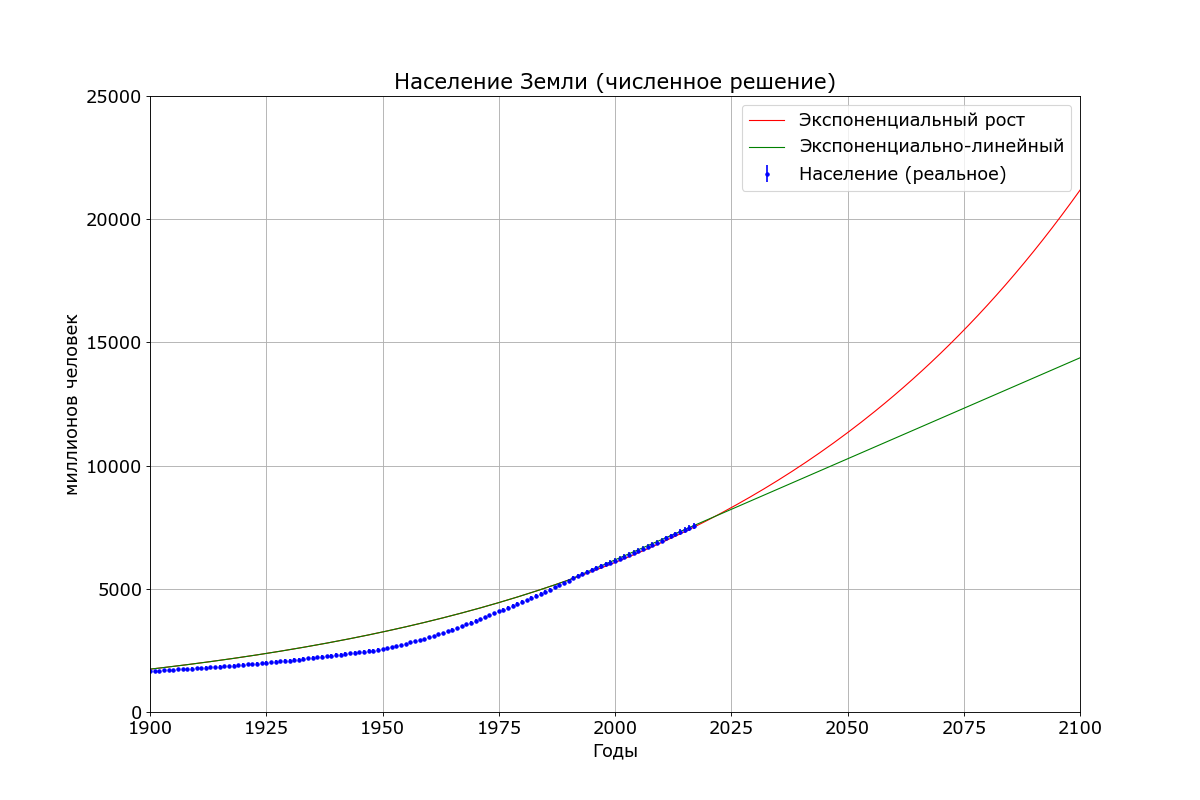 Население Земли (численное решение)
25000
20000
15000
10000
5000
0
миллионов человек
Экспоненциальный рост
Экспоненциально-линейный
Население (реальное)
1900 1925 1950 1975 2000 2025 2050 2075 2100
Годы